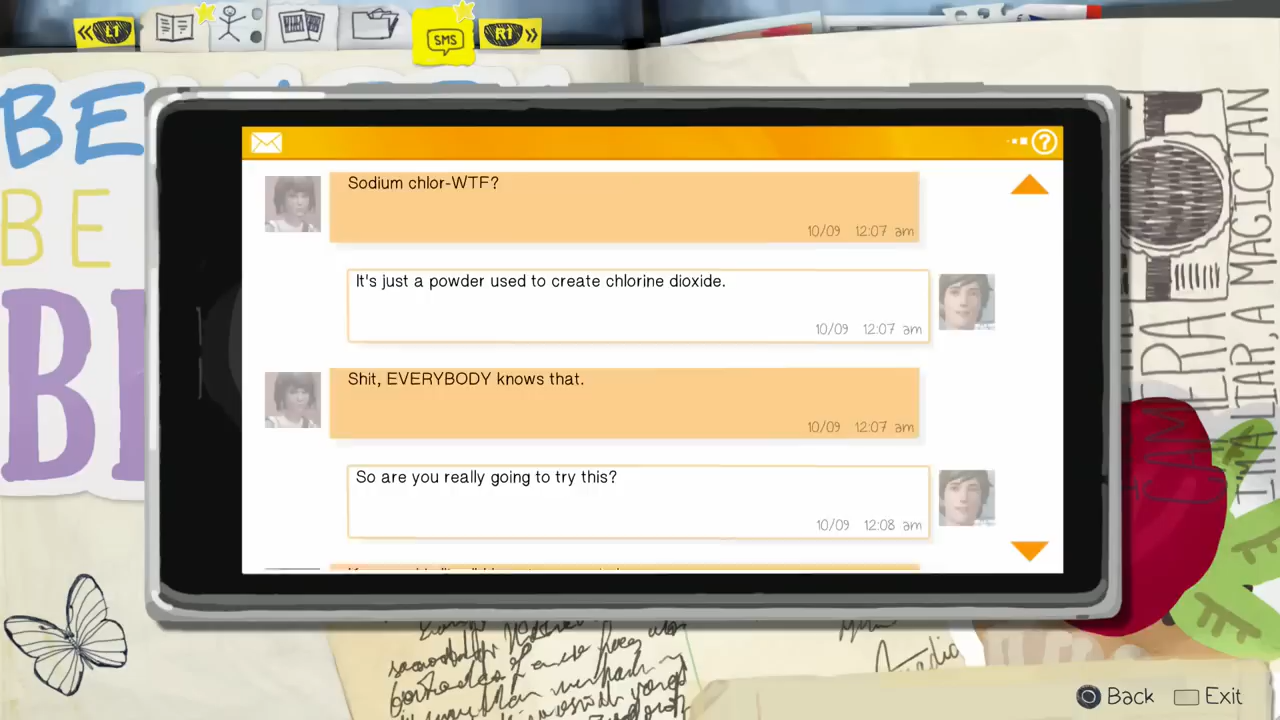 L1
SMS
R1
BE
BE
Sodium chlor-WTF?
10/09 12:07 am
It's just a powder used to create chlorine dioxide.
10/09 12:07 am
Shit, EVERYBODY knows that.
10/09 12:07 am
So are you really going to try this?
10/09 12:08 am
LIAR, A MAGICIAN
Back
Exit